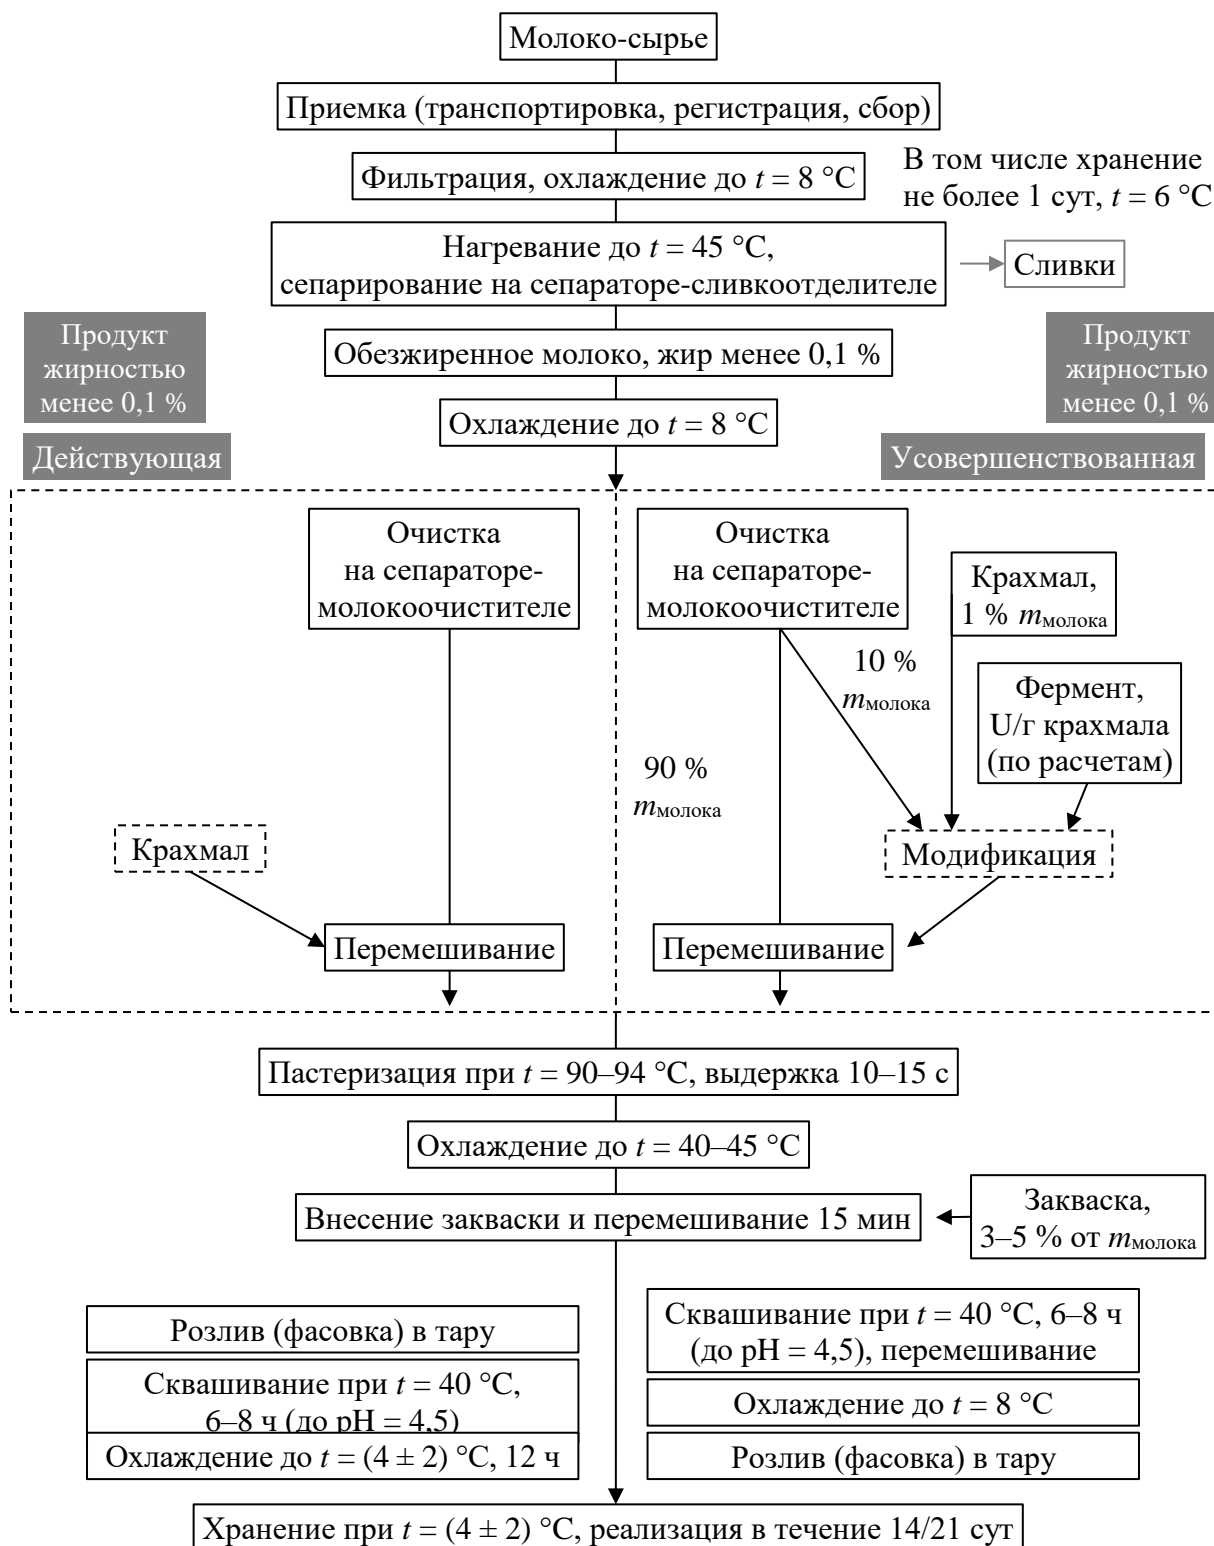 Молоко-сырье
Приемка (транспортировка, регистрация, сбор)
Фильтрация, охлаждение до t = 8 °C
В том числе хранение
не более 1 сут, t = 6 °C
Нагревание до t = 45 °C,
сепарирование на сепараторе-сливкоотделителе
Сливки
Продукт
жирностью
менее 0,1 %
Обезжиренное молоко, жир менее 0,1 %
Продукт
жирностью
менее 0,1 %
Охлаждение до t = 8 °C
Действующая
Усовершенствованная
Очистка
на сепараторе-
молокоочистителе
Очистка
на сепараторе-
молокоочистителе
Крахмал,
1 % mмолока
10 %
mмолока
Фермент,
U/г крахмала
(по расчетам)
90 %
mмолока
Крахмал
Модификация
Перемешивание
Перемешивание
Пастеризация при t = 90–94 °C, выдержка 10–15 с
Охлаждение до t = 40–45 °C
Внесение закваски и перемешивание 15 мин
Закваска,
3–5 % от mмолока
Розлив (фасовка) в тару
Сквашивание при t = 40 °C,
6–8 ч (до pH = 4,5)
Охлаждение до t = (4 ± 2) °C, 12 ч
Сквашивание при t = 40 °C, 6–8 ч
(до pH = 4,5), перемешивание
Охлаждение до t = 8 °C
Розлив (фасовка) в тару
Хранение при t = (4 ± 2) °C, реализация в течение 14/21 сут